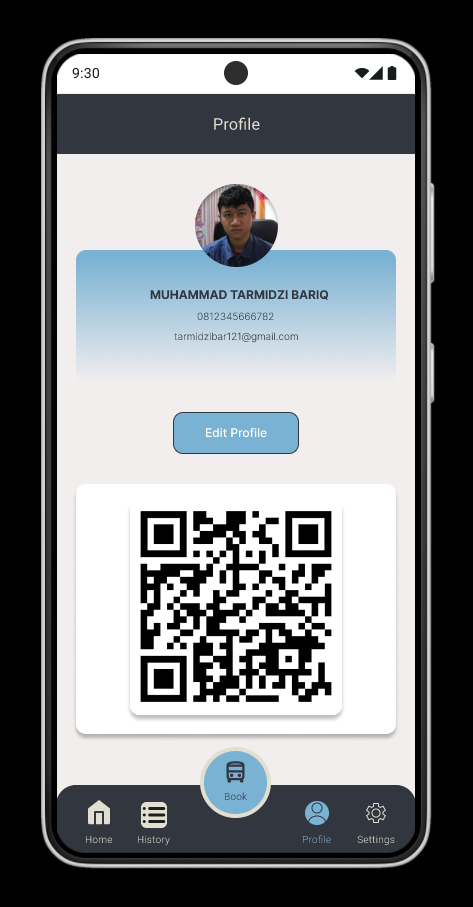 9:30
Profile
MUHAMMAD TARMIDZI BARIQ
0812345666782
tarmidzibar121@gmail.com
Edit Profile
Book
Home
History
Profile
Settings